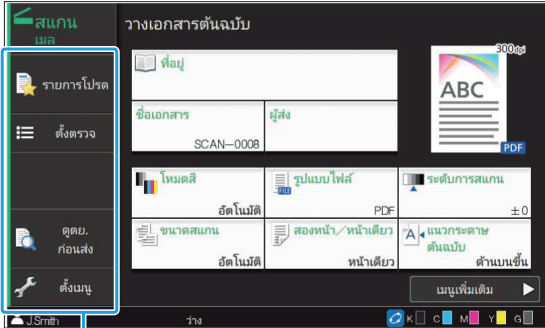 สแกน
เมล
วางเอกสารต้นฉบับ
300dpi
ABC
PDF
รายการโปรด
ตั้งตรวจ
ดูตย.
ก่อนส่ง
ตั้งเมนู
ที่อยู่
ชื่อเอกสาร
SCAN-0008
ผู้ส่ง
โหมดสี
อัตโนมัติ
รูปแบบไฟล์
FILE
PDF
ระดับการสแกน
±0
ขนาดสแกน
อัตโนมัติ
สองหน้า/หน้าเดียว
หน้าเดียว
A
แนวกระดาษ
ต้นฉบับ
ด้านบนขึ้น
เมนูเพิ่มเติม
J.Smith
ว่าง
K C M Y G